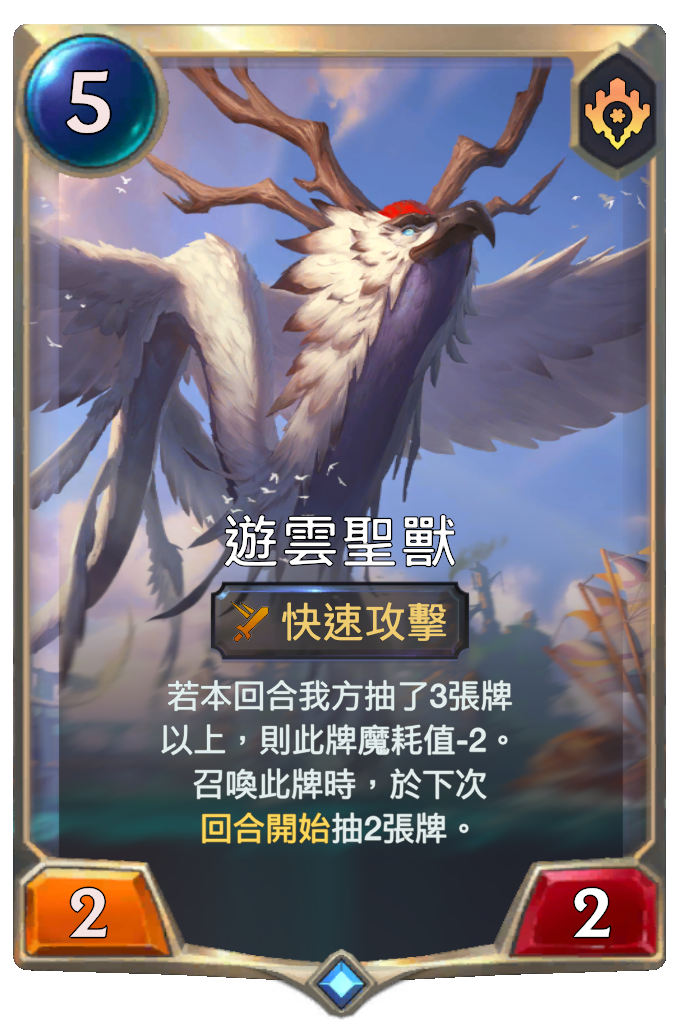 5
遊雲聖獸
快速攻擊
若本回合我方抽了3張牌
以上，則此牌魔耗值-2。
召喚此牌時，於下次
回合開始抽2張牌。
2
2